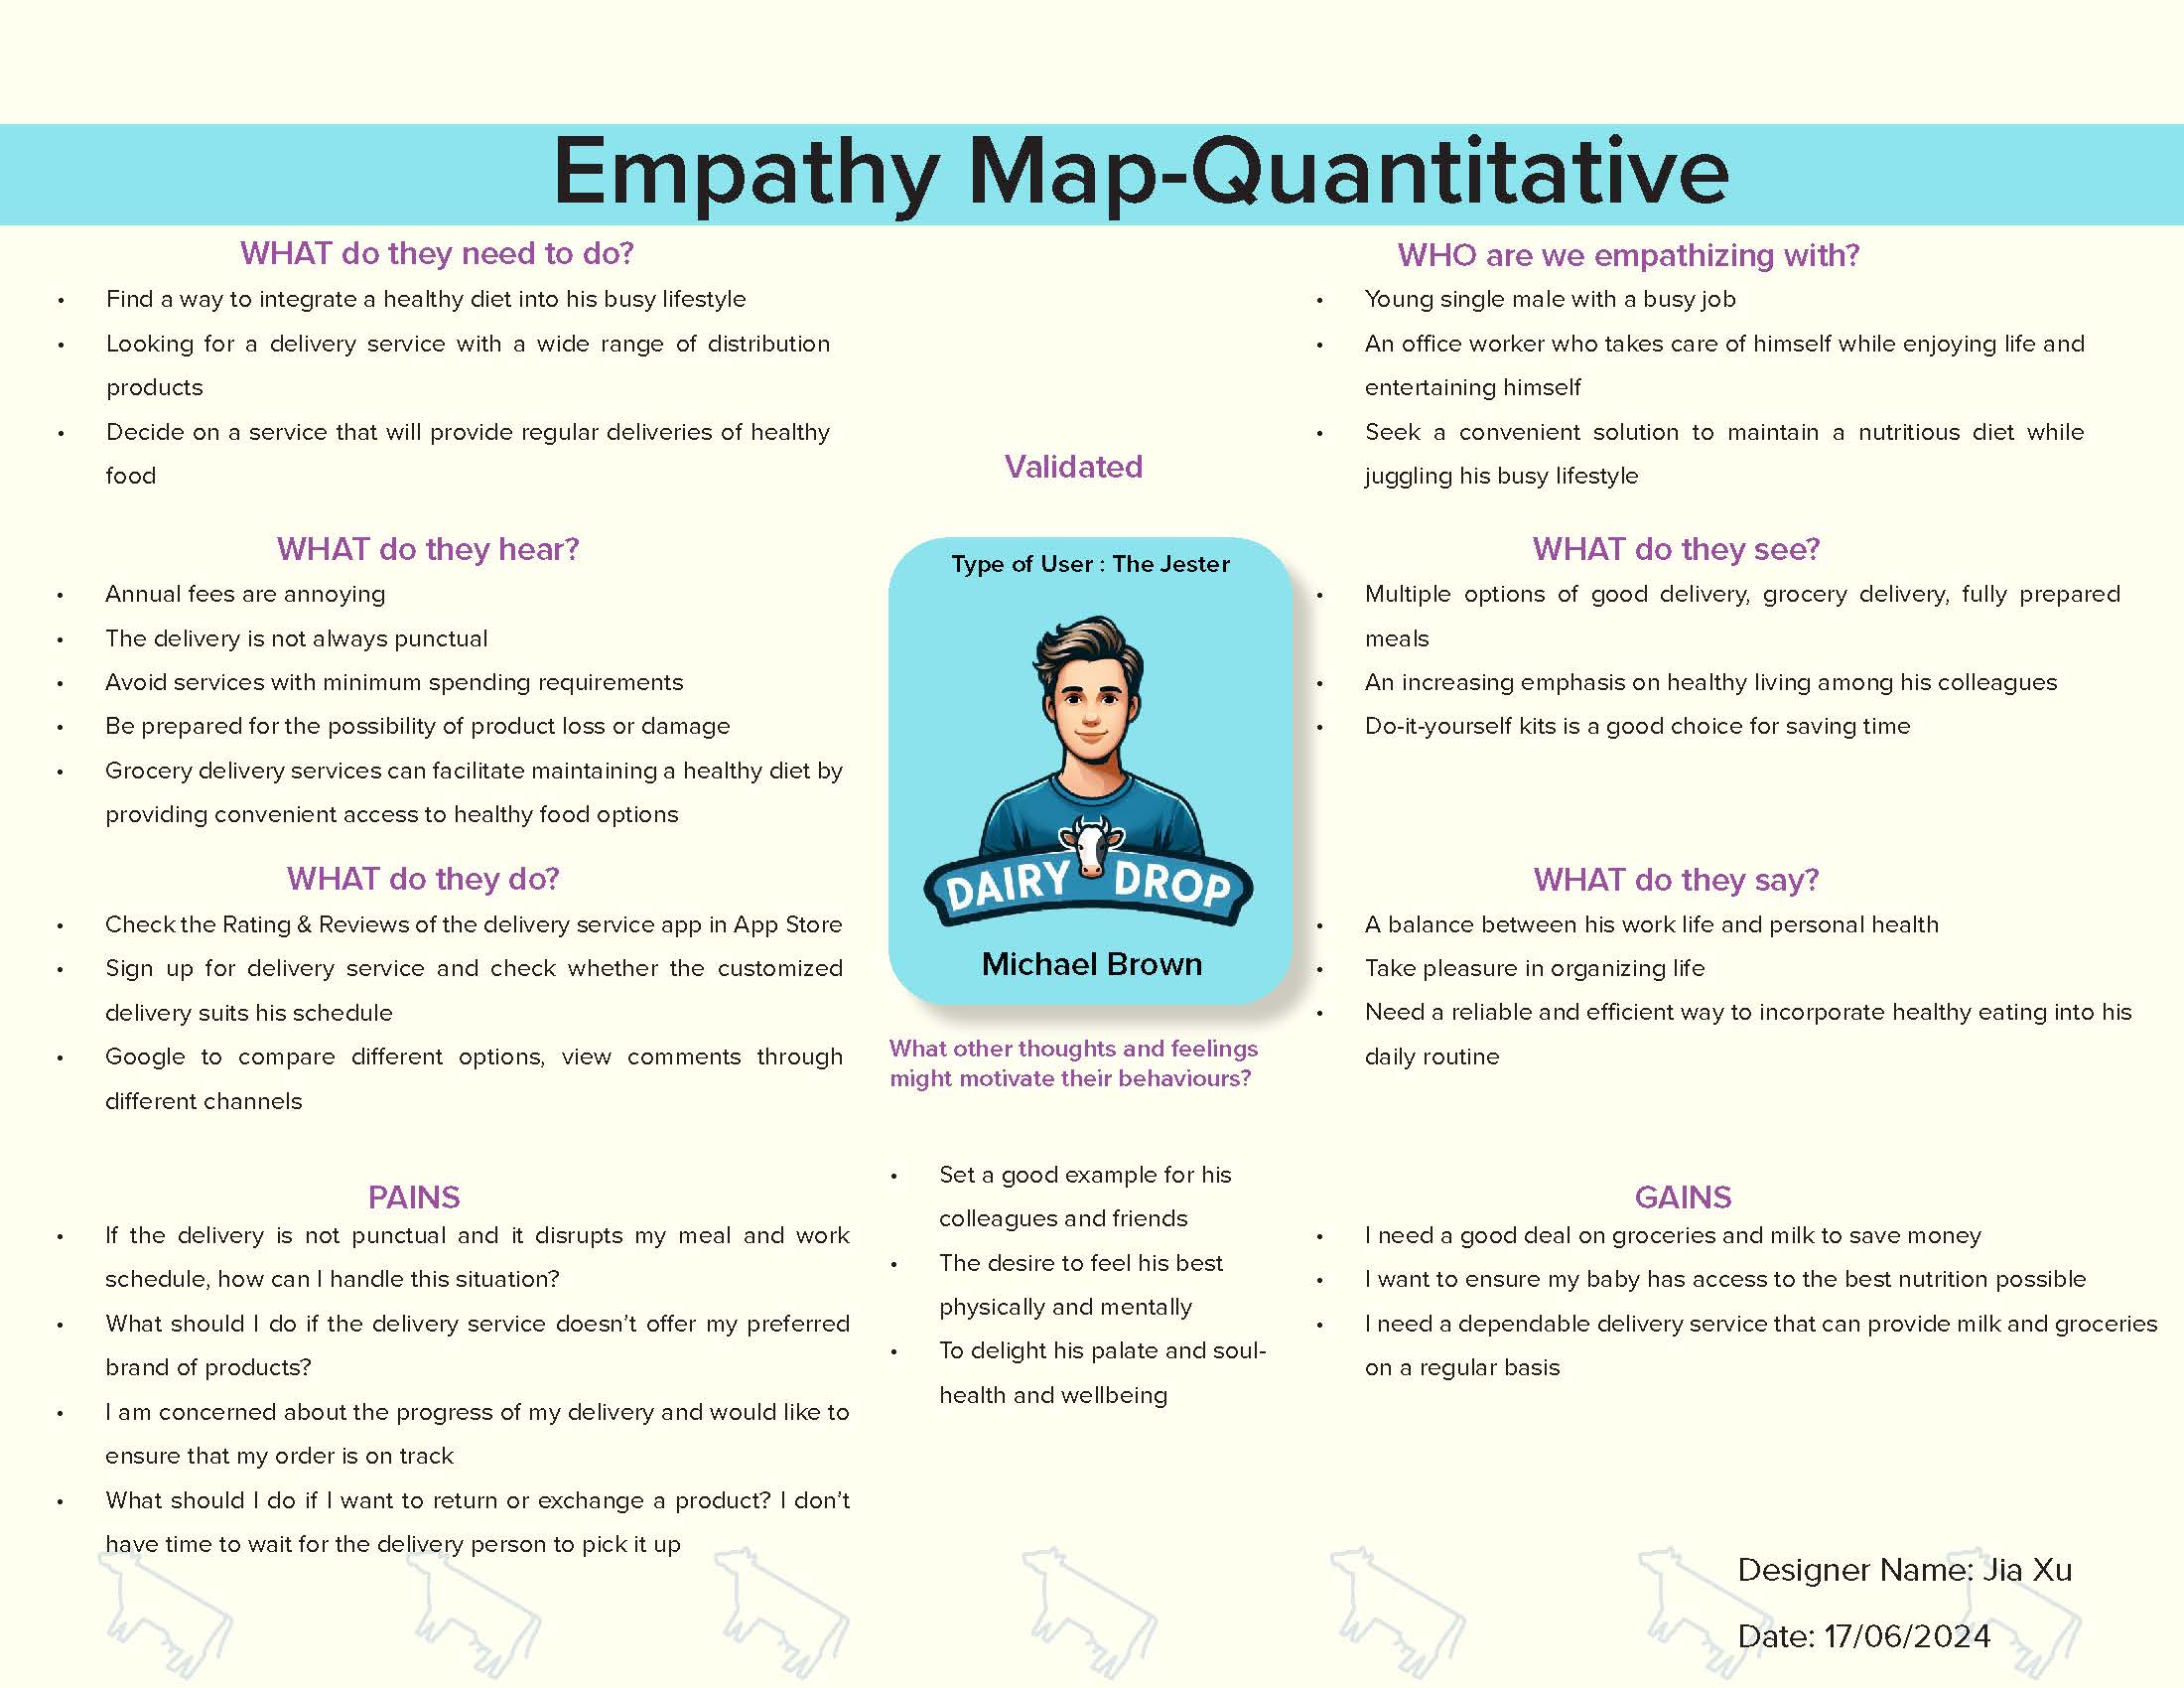 Empathy Map-Quantitative
WHAT do they need to do?
• Find a way to integrate a healthy diet into his busy lifestyle
• Looking for a delivery service with a wide range of distribution
products
• Decide on a service that will provide regular deliveries of healthy
food
WHAT do they hear?
• Annual fees are annoying
• The delivery is not always punctual
• Avoid services with minimum spending requirements
• Be prepared for the possibility of product loss or damage
• Grocery delivery services can facilitate maintaining a healthy diet by
providing convenient access to healthy food options
WHAT do they do?
• Check the Rating & Reviews of the delivery service app in App Store
• Sign up for delivery service and check whether the customized
delivery suits his schedule
• Google to compare different options, view comments through
different channels
PAINS
• If the delivery is not punctual and it disrupts my meal and work
schedule, how can I handle this situation?
• What should I do if the delivery service doesn't offer my preferred
brand of products?
• I am concerned about the progress of my delivery and would like to
ensure that my order is on track
• What should I do if I want to return or exchange a product? I don't
have time to wait for the delivery person to pick it up
Validated
Type of User : The Jester
DAIRY DROP
Michael Brown
What other thoughts and feelings
might motivate their behaviours?
• Set a good example for his
colleagues and friends
• The desire to feel his best
physically and mentally
• To delight his palate and soul-
health and wellbeing
WHO are we empathizing with?
• Young single male with a busy job
• An office worker who takes care of himself while enjoying life and
entertaining himself
• Seek a convenient solution to maintain a nutritious diet while
juggling his busy lifestyle
WHAT do they see?
• Multiple options of good delivery, grocery delivery, fully prepared
meals
• An increasing emphasis on healthy living among his colleagues
• Do-it-yourself kits is a good choice for saving time
WHAT do they say?
• A balance between his work life and personal health
• Take pleasure in organizing life
• Need a reliable and efficient way to incorporate healthy eating into his
daily routine
GAINS
• I need a good deal on groceries and milk to save money
• I want to ensure my baby has access to the best nutrition possible
• I need a dependable delivery service that can provide milk and groceries
on a regular basis
Designer Name: Jia Xu
Date: 17/06/2024